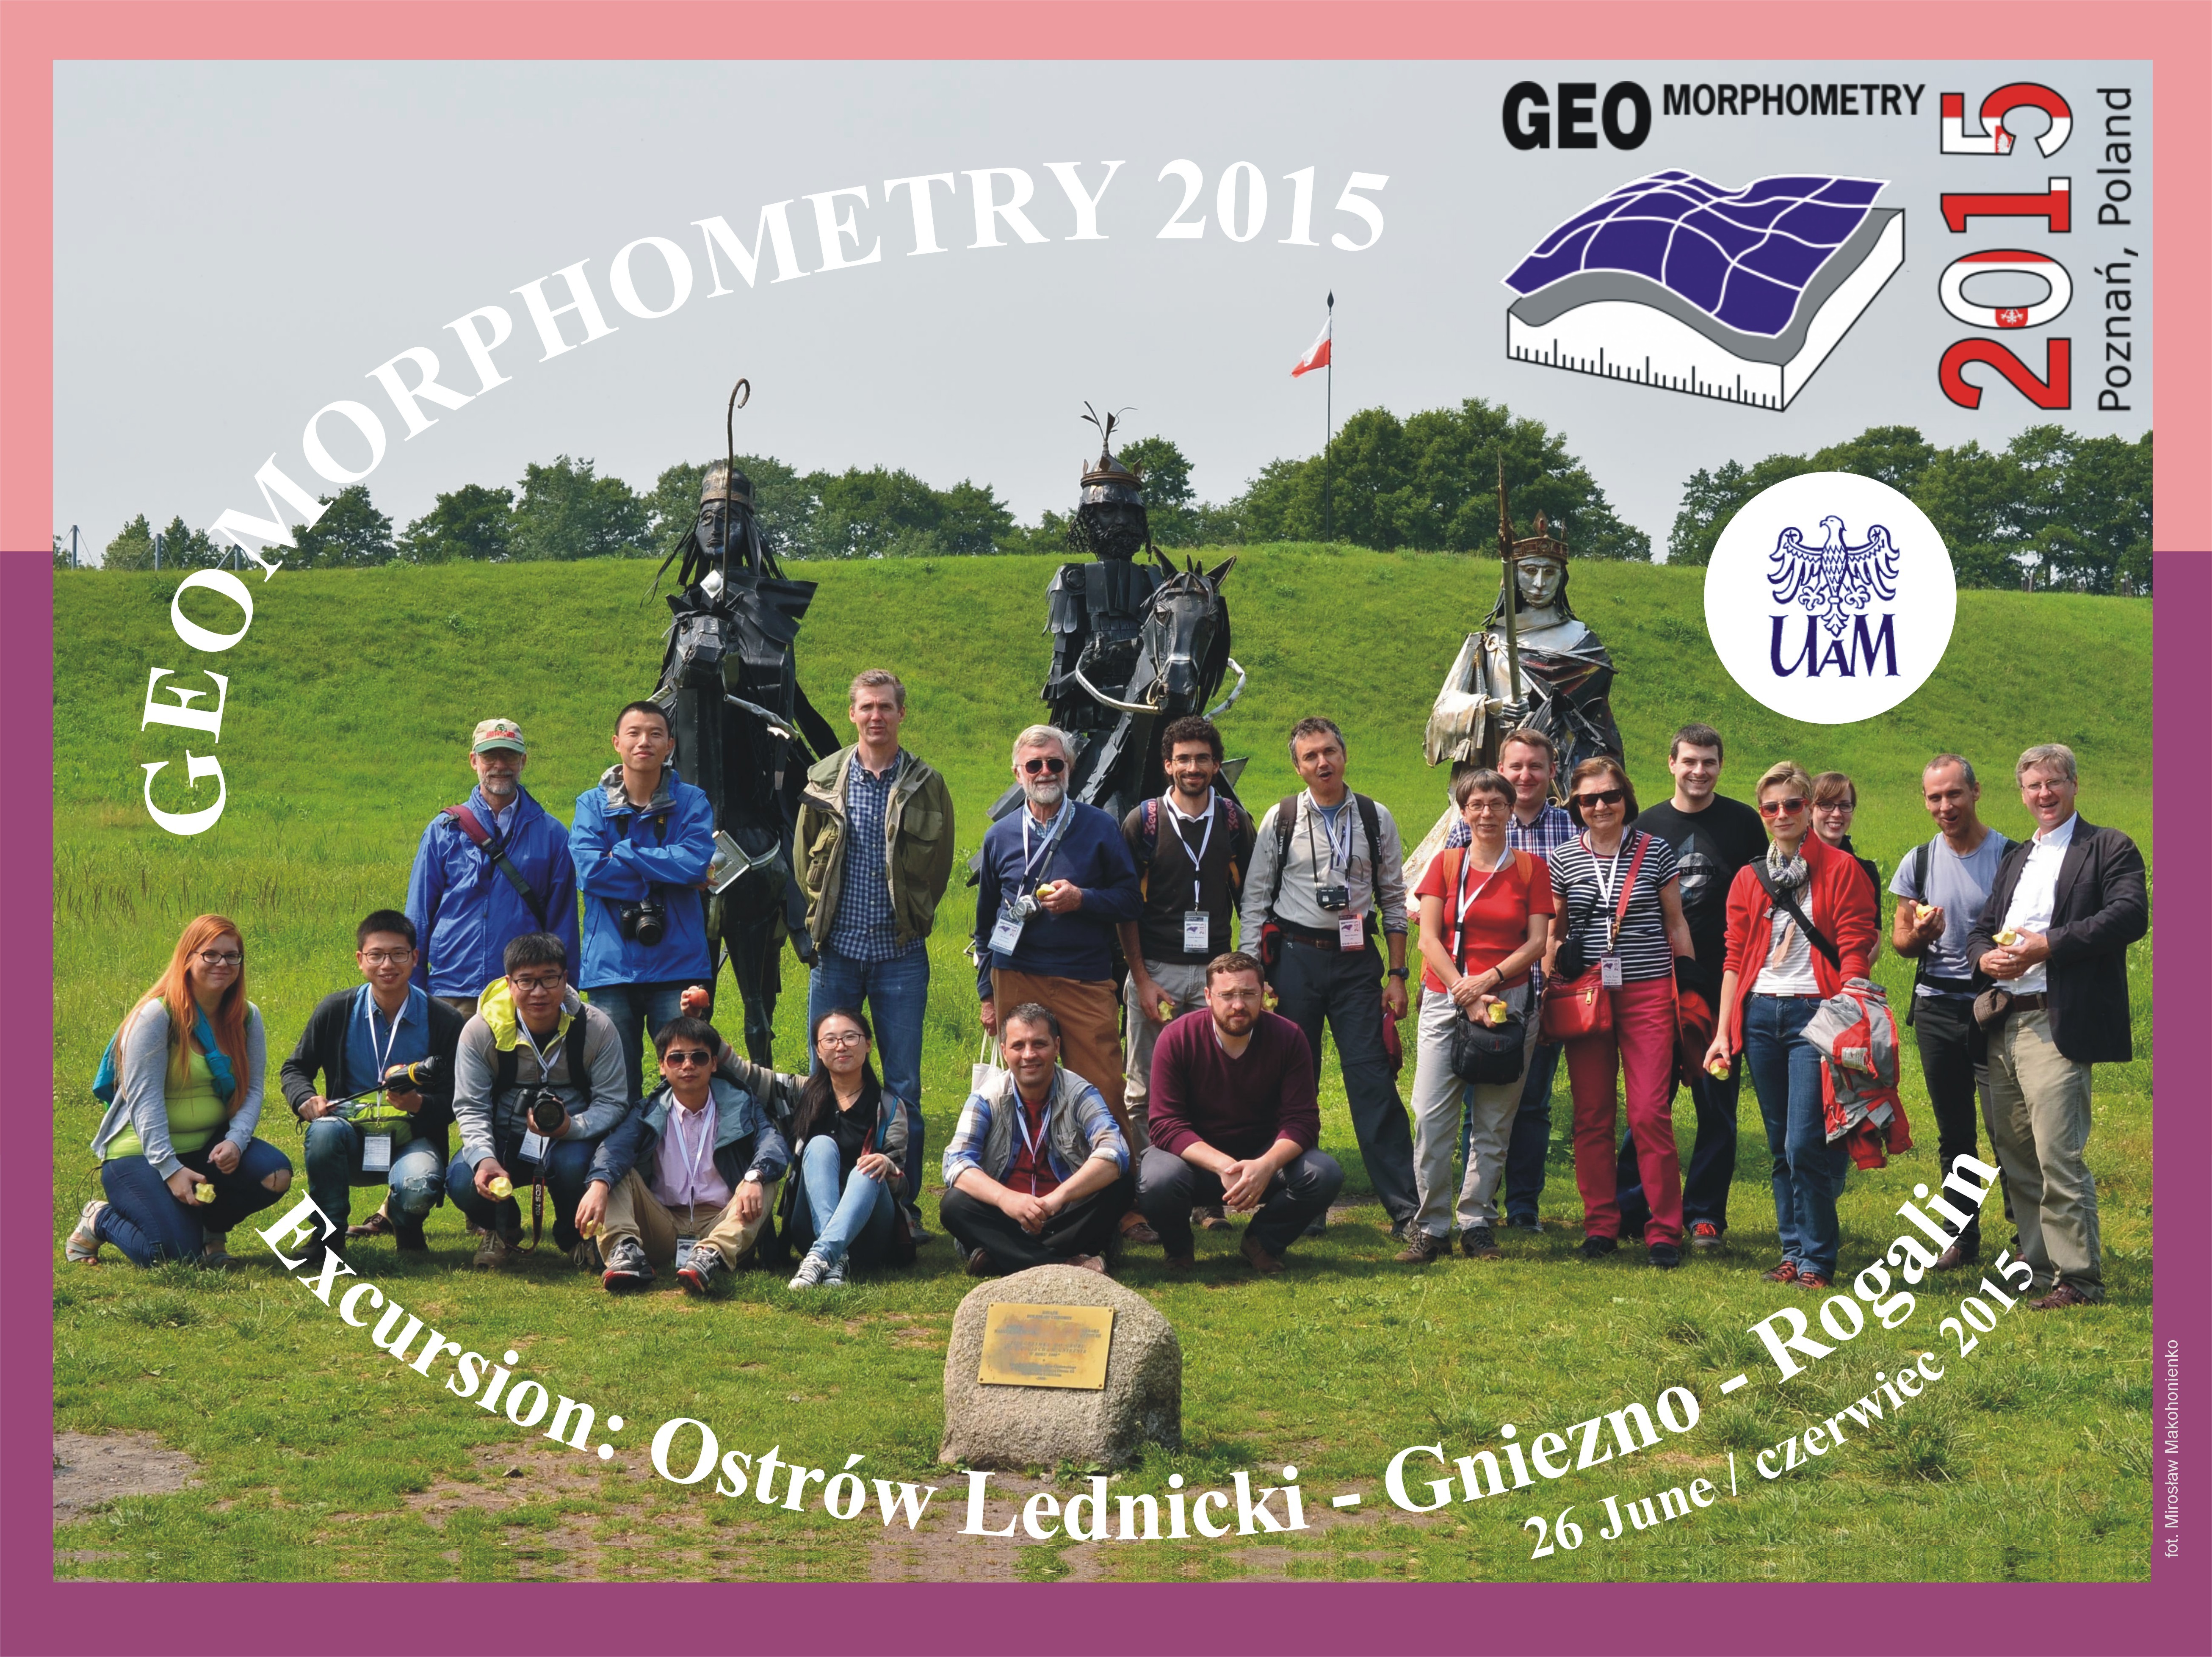 GEOMORPHOMETRY 2015
GEO MORPHOMETRY
2015
Poznań, Poland
UAM
Excursion: Ostrów Lednicki - Gniezno - Rogalin
26 June / czerwiec 2015
fot. Mirosław Makohonienko